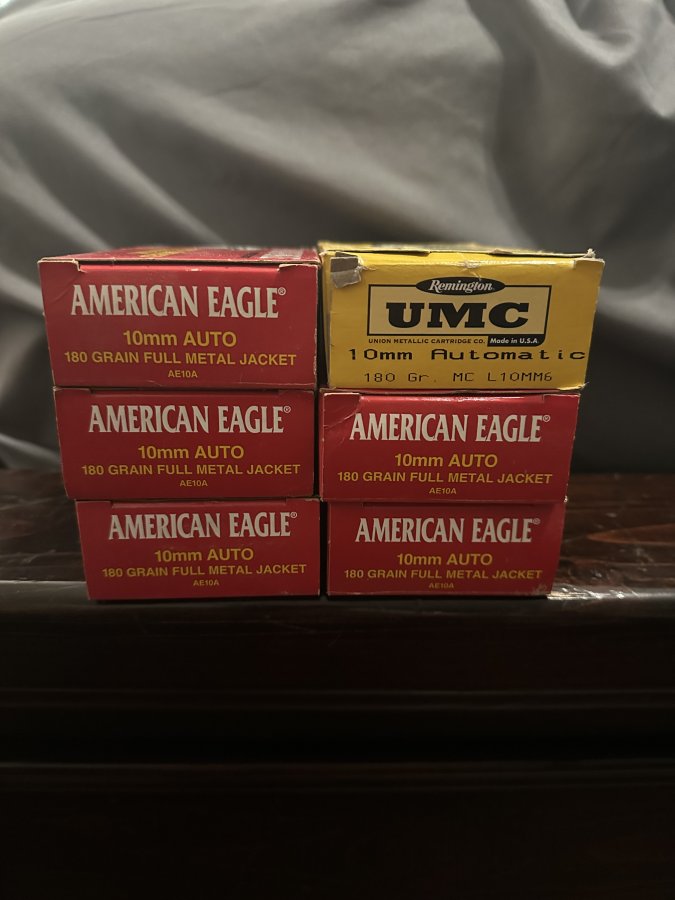 AMERICAN EAGLE®
10mm AUTO
180 GRAIN FULL METAL JACKET
AE10A
Remington
UMC
UNION METALLIC CARTRIDGE CO. Made in U.S.A.
10mm Automatic
180 Gr. MC L10MM6
AMERICAN EAGLE®
10mm AUTO
180 GRAIN FULL METAL JACKET
AE10A
AMERICAN EAGLE®
10mm AUTO
180 GRAIN FULL METAL JACKET
AE10A
AMERICAN EAGLE®
10mm AUTO
180 GRAIN FULL METAL JACKET
AE10A
AMERICAN EAGLE®
10mm AUTO
180 GRAIN FULL METAL JACKET
AE10A